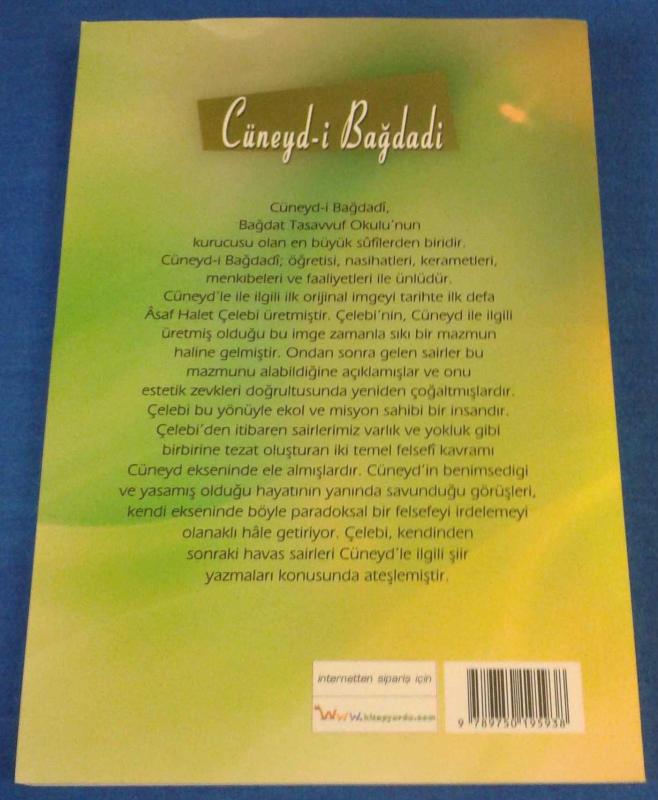 Cüneyd-i Bağdadi
Cüneyd-i Bağdadî,
Bağdat Tasavvuf Okulu'nun
kurucusu olan en büyük sûfîlerden biridir.
Cüneyd-i Bağdadî; öğretisi, nasihatleri, kerametleri,
menkıbeleri ve faaliyetleri ile ünlüdür.
Cüneyd'le ile ilgili ilk orijinal imgeyi tarihte ilk defa
Âsaf Halet Çelebi üretmiştir. Çelebi'nin, Cüneyd ile ilgili
üretmiş olduğu bu imge zamanla sıkı bir mazmun
haline gelmiştir. Ondan sonra gelen sairler bu
mazmunu alabildiğine açıklamışlar ve onu
estetik zevkleri doğrultusunda yeniden çoğaltmışlardır.
Çelebi bu yönüyle ekol ve misyon sahibi bir insandır.
Çelebi'den itibaren sairlerimiz varlık ve yokluk gibi
birbirine tezat oluşturan iki temel felsefî kavramı
Cüneyd ekseninde ele almışlardır. Cüneyd'in benimsedigi
ve yasamış olduğu hayatının yanında savunduğu görüşleri,
kendi ekseninde böyle paradoksal bir felsefeyi irdelemeyi
olanaklı hâle getiriyor. Çelebi, kendinden
sonraki havas sairleri Cüneyd'le ilgili şiir
yazmaları konusunda ateşlemiştir.
internetten sipariş için
www.kitapyurdu.com
9 789750 195938